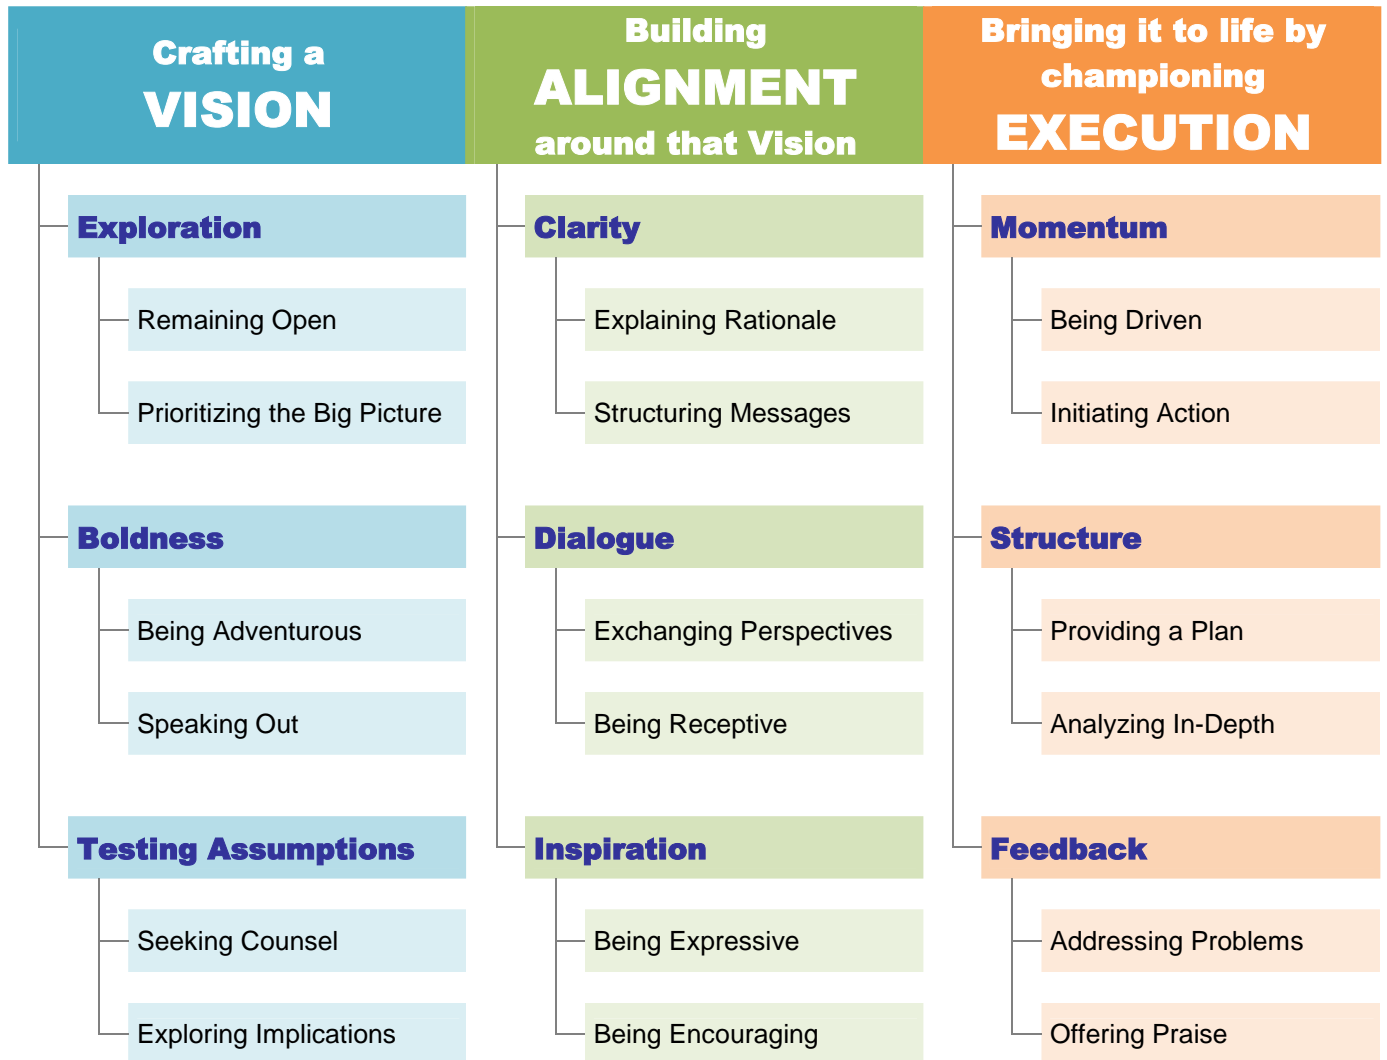 Crafting a
VISION
Exploration
Remaining Open
Prioritizing the Big Picture
Boldness
Being Adventurous
Speaking Out
Testing Assumptions
Seeking Counsel
Exploring Implications
Building
ALIGNMENT
around that Vision
Clarity
Explaining Rationale
Structuring Messages
Dialogue
Exchanging Perspectives
Being Receptive
Inspiration
Being Expressive
Being Encouraging
Bringing it to life by
championing
EXECUTION
Momentum
Being Driven
Initiating Action
Structure
Providing a Plan
Analyzing In-Depth
Feedback
Addressing Problems
Offering Praise